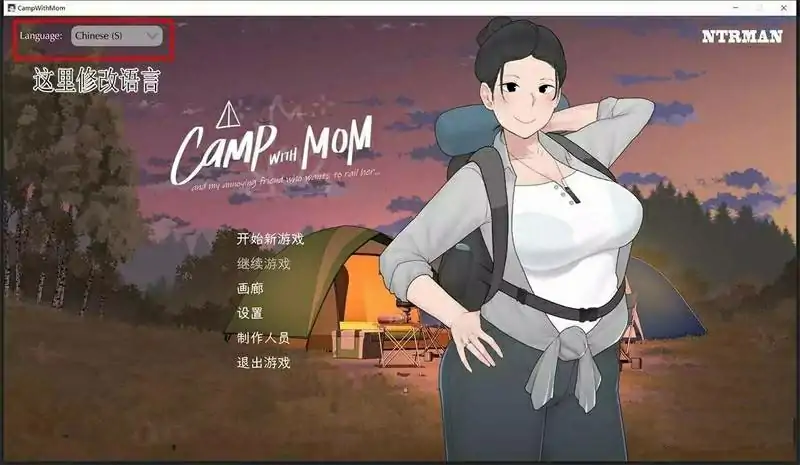 CampWithMom
Language: Chinese (S)
这里修改语言
NTRMAN
CAMP WITH MOM
and my annoying friend who wants to rail her...
开始新游戏
继续游戏
画廊
设置
制作人员
退出游戏